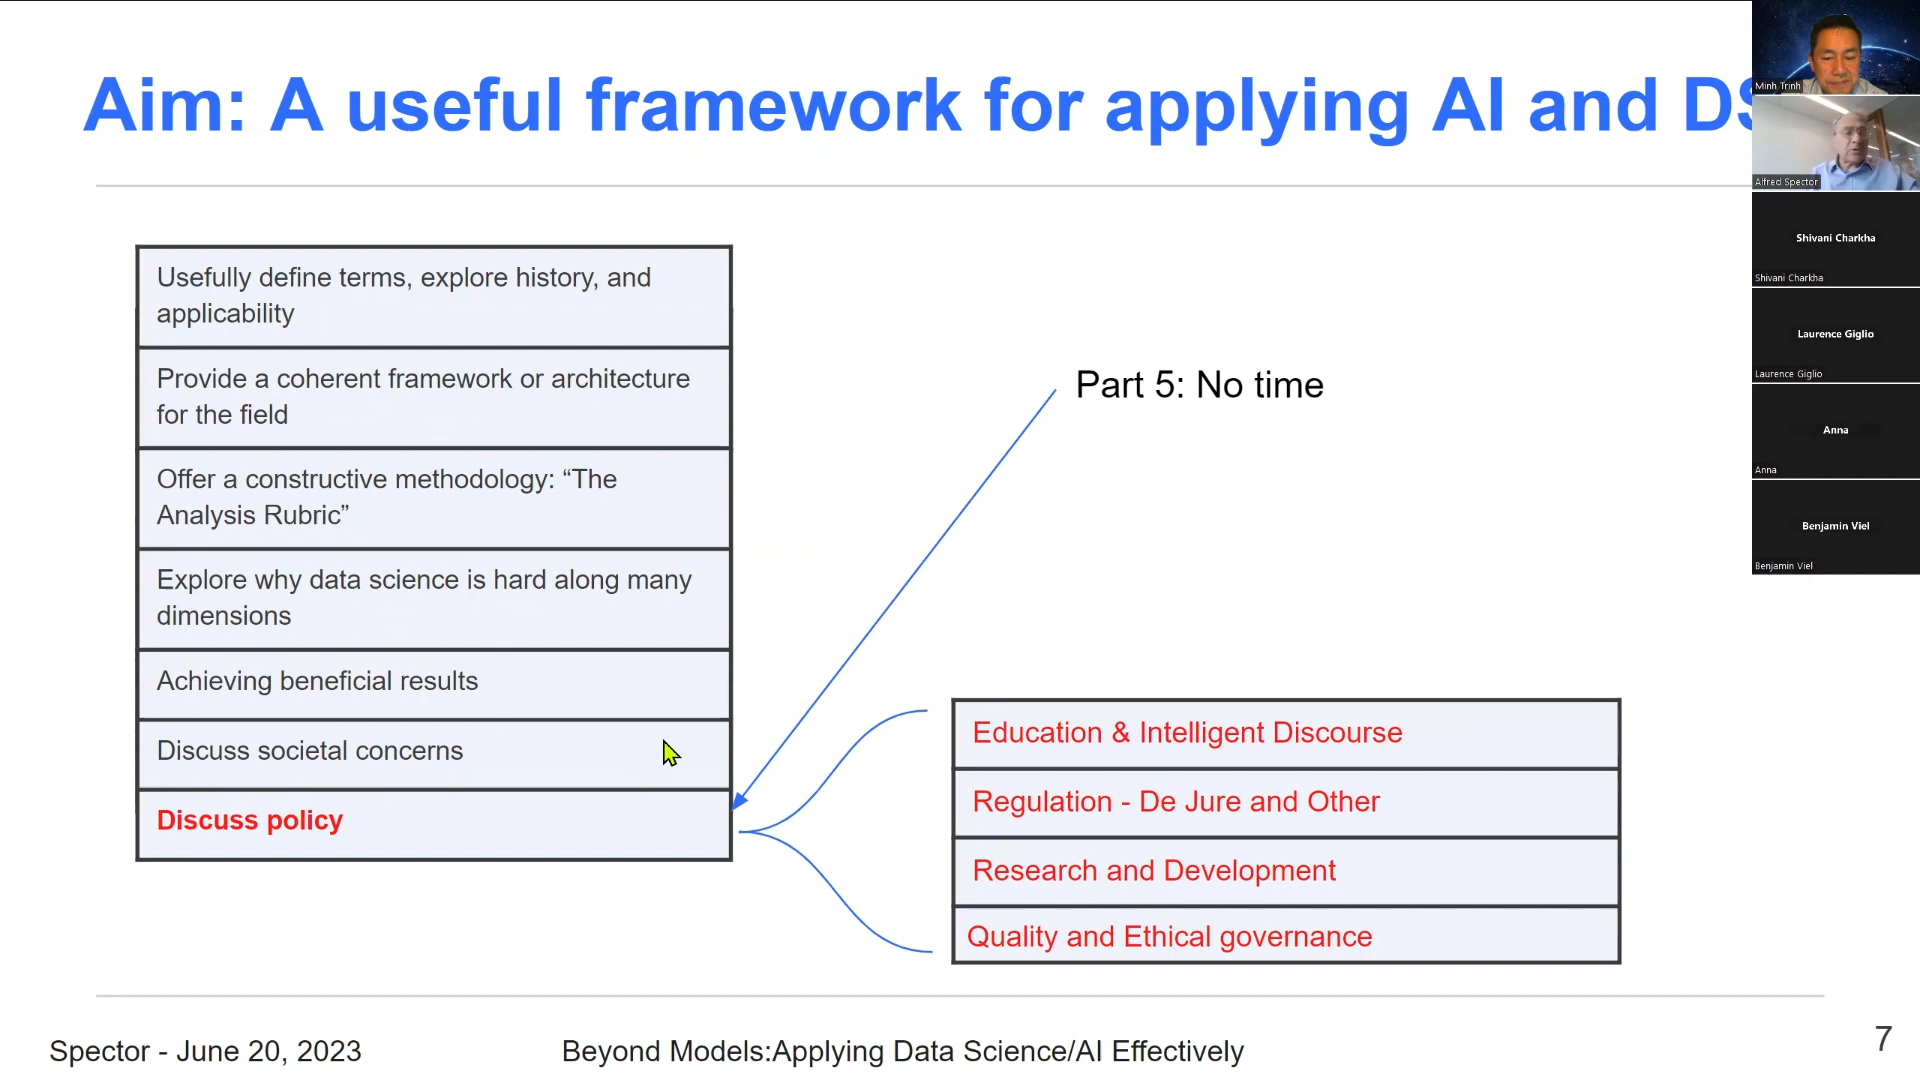 Aim: A useful framework for applying AI and DS
Usefully define terms, explore history, and
applicability
Provide a coherent framework or architecture
for the field
Offer a constructive methodology: “The
Analysis Rubric”
Explore why data science is hard along many
dimensions
Achieving beneficial results
Discuss societal concerns
Discuss policy
Part 5: No time
Education & Intelligent Discourse
Regulation - De Jure and Other
Research and Development
Quality and Ethical governance
Spector - June 20, 2023
Beyond Models:Applying Data Science/AI Effectively
7
Minh Trinh
Alfred Spector
Shivani Charkha
Shivani Charkha
Laurence Giglio
Laurence Giglio
Anna
Anna
Benjamin Viel
Benjamin Viel